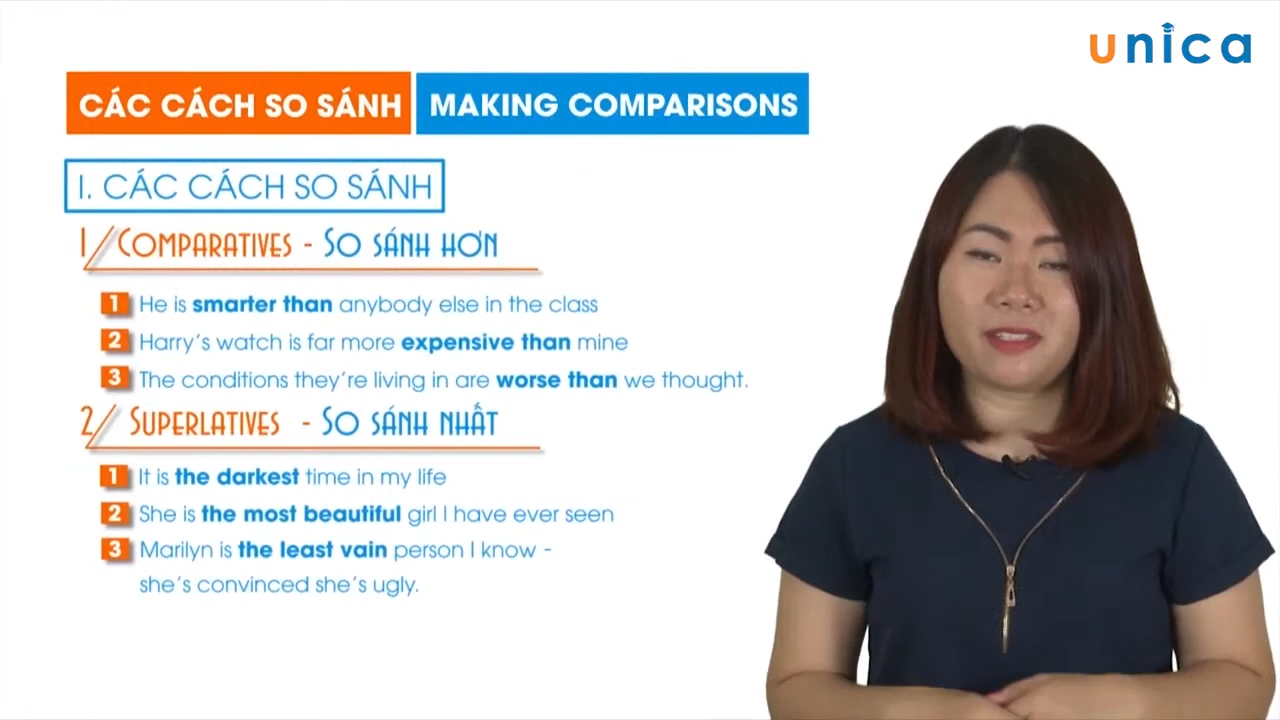 unica
CÁC CÁCH SO SÁNH MAKING COMPARISONS
I. CÁC CÁCH SO SÁNH
1/ COMPARATIVES - SO SÁNH HƠN
1 He is smarter than anybody else in the class
2 Harry's watch is far more expensive than mine
3 The conditions they're living in are worse than we thought.
2/ SUPERLATIVES - SO SÁNH NHẤT
1 It is the darkest time in my life
2 She is the most beautiful girl I have ever seen
3 Marilyn is the least vain person I know -
she's convinced she's ugly.